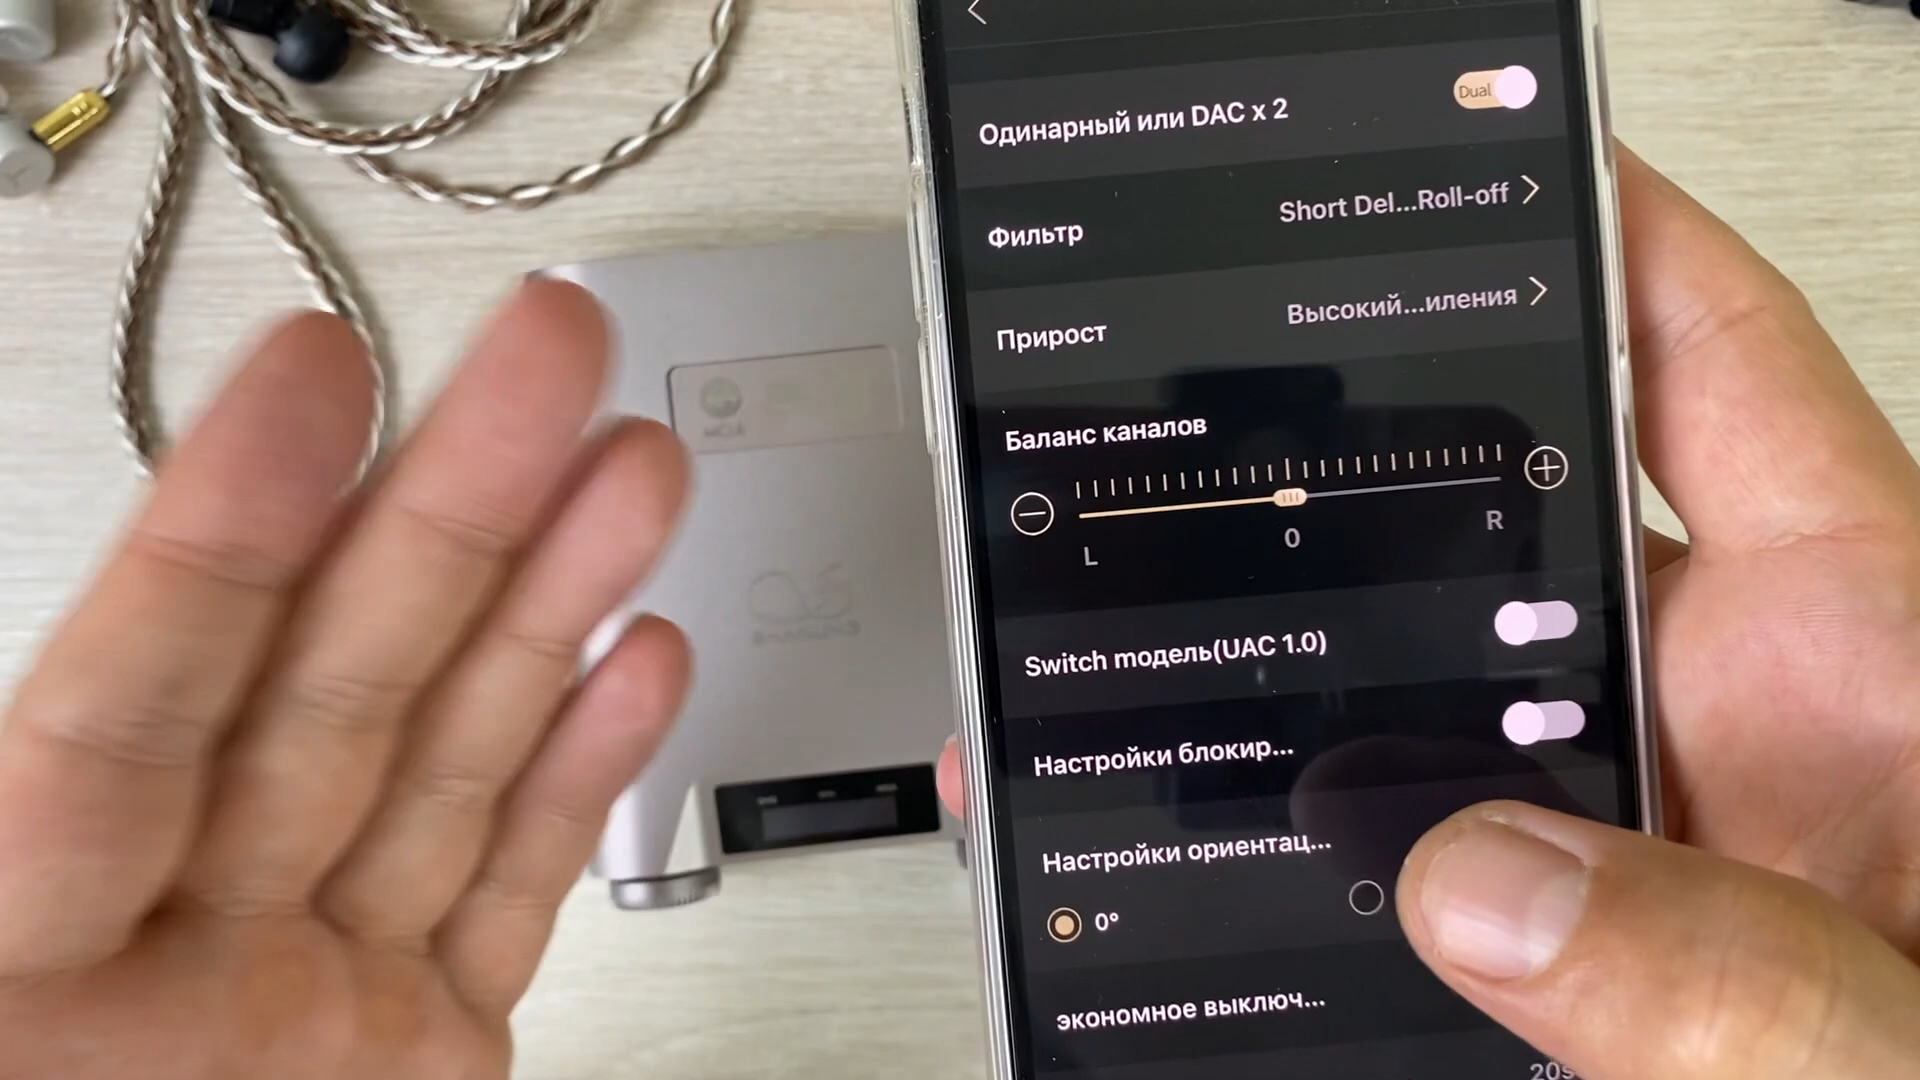 Одинарный или DAC x 2
Dual
Фильтр
Short Del...Roll-off
Прирост
Высокий...иления
Баланс каналов
L
0
R
Switch модель(UAC 1.0)
Настройки блокир...
Настройки ориентац...
0°
экономное выключ...
20s